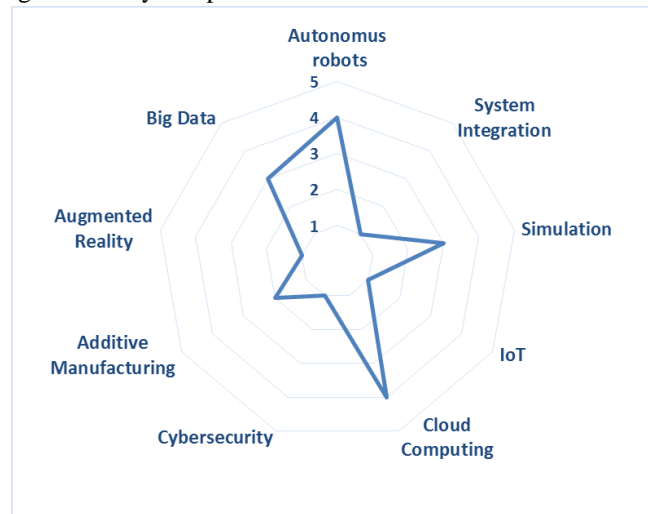 Autonomus
robots
5
4
3
2
1
System
Integration
Simulation
IoT
Cloud
Computing
Cybersecurity
Additive
Manufacturing
Augmented
Reality
Big Data